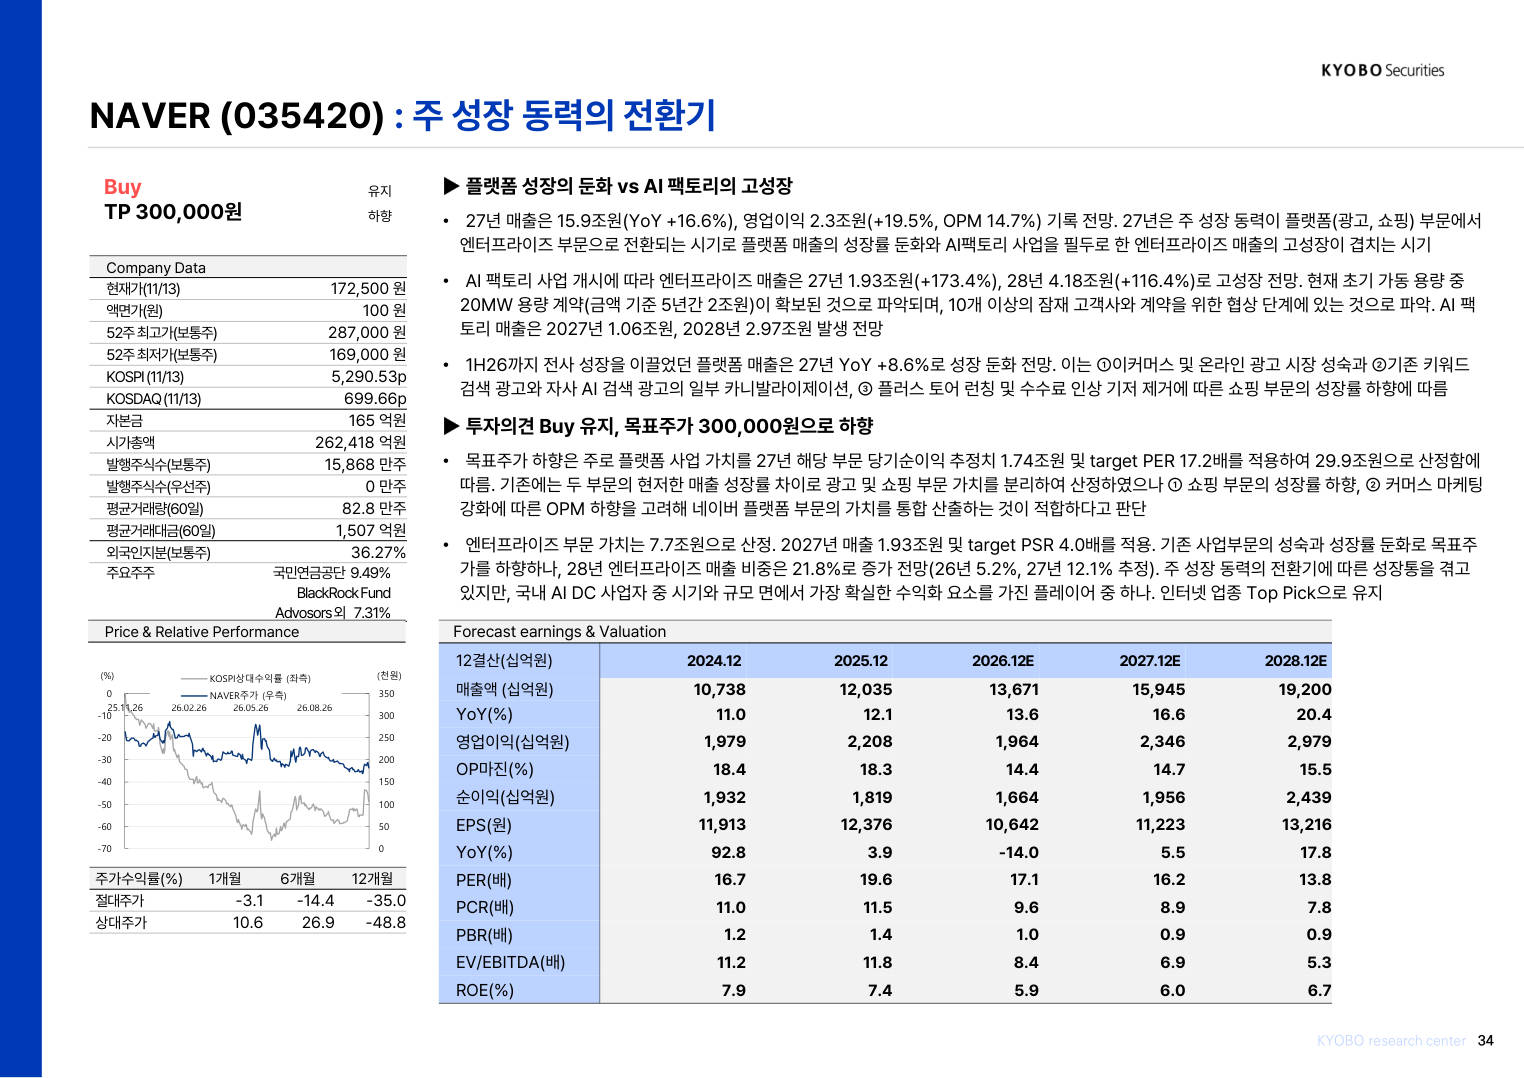 KYOBO Securities
NAVER (035420) : 주 성장 동력의 전환기
Buy 유지
TP 300,000원 하향
Company Data
현재가(11/13) 172,500 원
액면가(원) 100 원
52주 최고가(보통주) 287,000 원
52주 최저가(보통주) 169,000 원
KOSPI (11/13) 5,290.53p
KOSDAQ (11/13) 699.66p
자본금 165 억원
시가총액 262,418 억원
발행주식수(보통주) 15,868 만주
발행주식수(우선주) 0 만주
평균거래량(60일) 82.8 만주
평균거래대금(60일) 1,507 억원
외국인지분(보통주) 36.27%
주요주주 국민연금공단 9.49%
BlackRock Fund
Advosors 외 7.31%
Price & Relative Performance
(%) KOSPI상대수익률 (좌측) (천원)
0 NAVER주가 (우측) 350
25.11.26 26.02.26 26.05.26 26.08.26
-10 300
-20 250
-30 200
-40 150
-50 100
-60 50
-70 0
주가수익률(%) 1개월 6개월 12개월
절대주가 -3.1 -14.4 -35.0
상대주가 10.6 26.9 -48.8
▶ 플랫폼 성장의 둔화 vs AI 팩토리의 고성장
• 27년 매출은 15.9조원(YoY +16.6%), 영업이익 2.3조원(+19.5%, OPM 14.7%) 기록 전망. 27년은 주 성장 동력이 플랫폼(광고, 쇼핑) 부문에서
엔터프라이즈 부문으로 전환되는 시기로 플랫폼 매출의 성장률 둔화와 AI팩토리 사업을 필두로 한 엔터프라이즈 매출의 고성장이 겹치는 시기
• AI 팩토리 사업 개시에 따라 엔터프라이즈 매출은 27년 1.93조원(+173.4%), 28년 4.18조원(+116.4%)로 고성장 전망. 현재 초기 가동 용량 중
20MW 용량 계약(금액 기준 5년간 2조원)이 확보된 것으로 파악되며, 10개 이상의 잠재 고객사와 계약을 위한 협상 단계에 있는 것으로 파악. AI 팩
토리 매출은 2027년 1.06조원, 2028년 2.97조원 발생 전망
• 1H26까지 전사 성장을 이끌었던 플랫폼 매출은 27년 YoY +8.6%로 성장 둔화 전망. 이는 ①이커머스 및 온라인 광고 시장 성숙과 ②기존 키워드
검색 광고와 자사 AI 검색 광고의 일부 카니발라이제이션, ③ 플러스 토어 런칭 및 수수료 인상 기저 제거에 따른 쇼핑 부문의 성장률 하향에 따름
▶ 투자의견 Buy 유지, 목표주가 300,000원으로 하향
• 목표주가 하향은 주로 플랫폼 사업 가치를 27년 해당 부문 당기순이익 추정치 1.74조원 및 target PER 17.2배를 적용하여 29.9조원으로 산정함에
따름. 기존에는 두 부문의 현저한 매출 성장률 차이로 광고 및 쇼핑 부문 가치를 분리하여 산정하였으나 ① 쇼핑 부문의 성장률 하향, ② 커머스 마케팅
강화에 따른 OPM 하향을 고려해 네이버 플랫폼 부문의 가치를 통합 산출하는 것이 적합하다고 판단
• 엔터프라이즈 부문 가치는 7.7조원으로 산정. 2027년 매출 1.93조원 및 target PSR 4.0배를 적용. 기존 사업부문의 성숙과 성장률 둔화로 목표주
가를 하향하나, 28년 엔터프라이즈 매출 비중은 21.8%로 증가 전망(26년 5.2%, 27년 12.1% 추정). 주 성장 동력의 전환기에 따른 성장통을 겪고
있지만, 국내 AI DC 사업자 중 시기와 규모 면에서 가장 확실한 수익화 요소를 가진 플레이어 중 하나. 인터넷 업종 Top Pick으로 유지
Forecast earnings & Valuation
12결산(십억원) 2024.12 2025.12 2026.12E 2027.12E 2028.12E
매출액 (십억원) 10,738 12,035 13,671 15,945 19,200
YoY(%) 11.0 12.1 13.6 16.6 20.4
영업이익(십억원) 1,979 2,208 1,964 2,346 2,979
OP마진(%) 18.4 18.3 14.4 14.7 15.5
순이익(십억원) 1,932 1,819 1,664 1,956 2,439
EPS(원) 11,913 12,376 10,642 11,223 13,216
YoY(%) 92.8 3.9 -14.0 5.5 17.8
PER(배) 16.7 19.6 17.1 16.2 13.8
PCR(배) 11.0 11.5 9.6 8.9 7.8
PBR(배) 1.2 1.4 1.0 0.9 0.9
EV/EBITDA(배) 11.2 11.8 8.4 6.9 5.3
ROE(%) 7.9 7.4 5.9 6.0 6.7
KYOBO research center 34